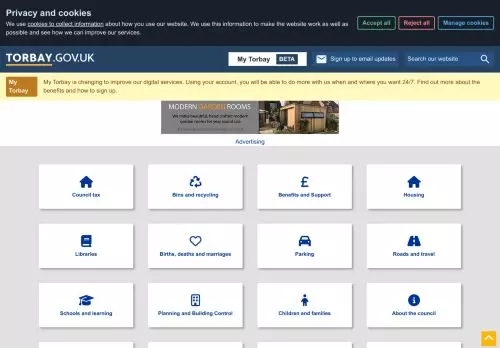 Privacy and cookies
We use cookies to collect information about how you use our website. We use this information to make the website work as well as
possible and see how we can improve our services.
Accept all
Reject all
Manage cookies
TORBAY.GOV.UK
My Torbay BETA
Sign up to email updates
Search our website
My
Torbay
My Torbay is changing to improve our digital services. Using your account, you will be able to do more with us when and where you want 24/7. Find out more about the
benefits and how to sign up.
MODERN GARDEN ROOMS
We make beautiful, hand crafted modern
garden rooms for year round use.
Advertising
Council tax
Bins and recycling
Benefits and Support
Housing
Libraries
Births, deaths and marriages
Parking
Roads and travel
Schools and learning
Planning and Building Control
Children and families
About the council